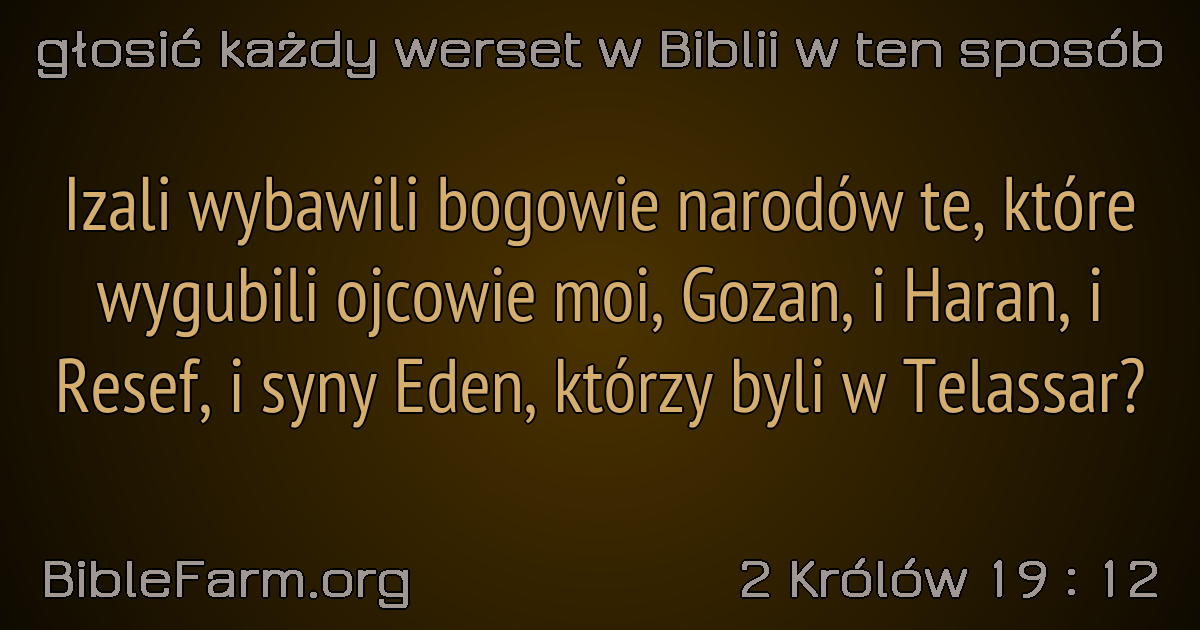 głosić każdy werset w Biblii w ten sposób
Izali wybawili bogowie narodów te, które
wygubili ojcowie moi, Gozan, i Haran, i
Resef, i syny Eden, którzy byli w Telassar?
BibleFarm.org
2 Królów 19 : 12